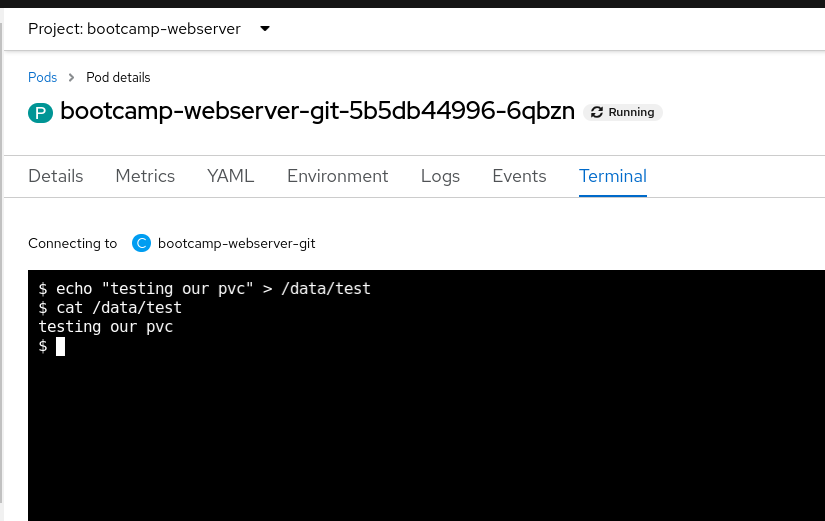 Project: bootcamp-webserver
Pods > Pod details
P bootcamp-webserver-git-5b5db44996-6qbzn Running
Details Metrics YAML Environment Logs Events Terminal
Connecting to C bootcamp-webserver-git
$ echo "testing our pvc" > /data/test
$ cat /data/test
testing our pvc
$